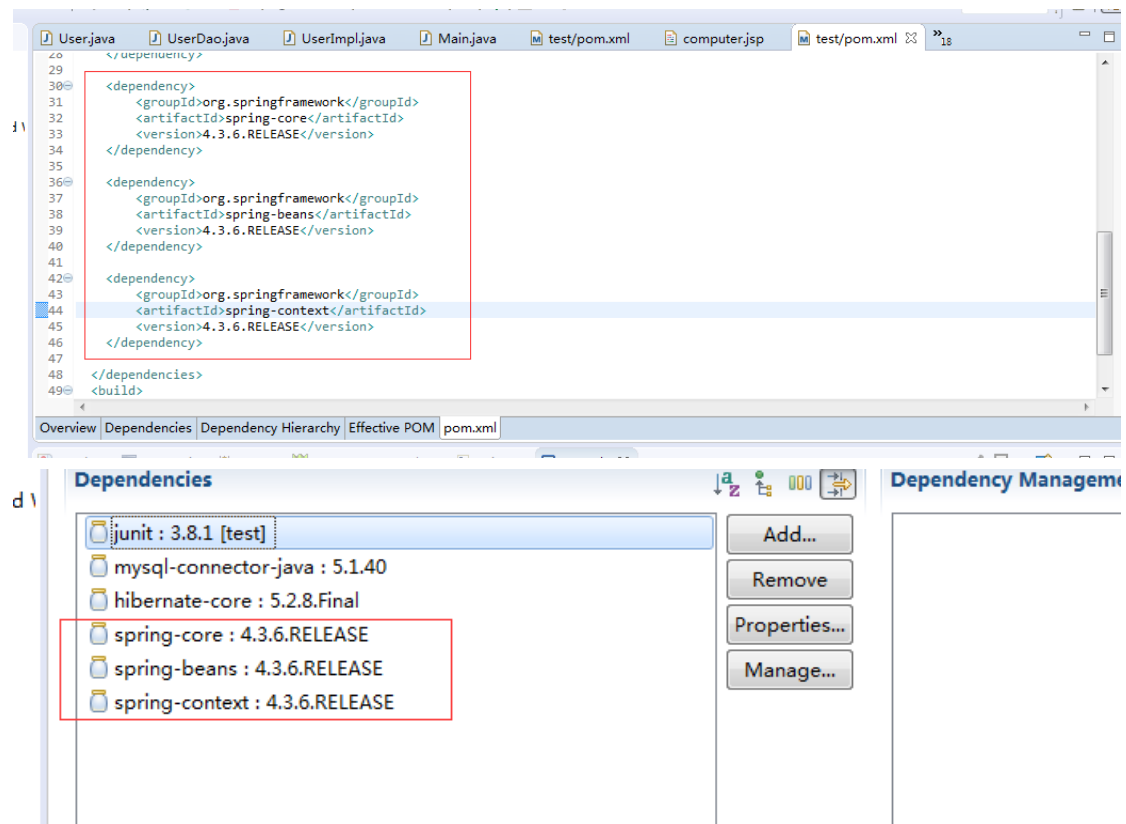 User.java UserDao.java UserImpl.java Main.java test/pom.xml computer.jsp test/pom.xml »18
28 </dependency>
29
30 <dependency>
31 <groupId>org.springframework</groupId>
32 <artifactId>spring-core</artifactId>
33 <version>4.3.6.RELEASE</version>
34 </dependency>
35
36 <dependency>
37 <groupId>org.springframework</groupId>
38 <artifactId>spring-beans</artifactId>
39 <version>4.3.6.RELEASE</version>
40 </dependency>
41
42 <dependency>
43 <groupId>org.springframework</groupId>
44 <artifactId>spring-context</artifactId>
45 <version>4.3.6.RELEASE</version>
46 </dependency>
47
48 </dependencies>
49 <build>
Overview Dependencies Dependency Hierarchy Effective POM pom.xml
Dependencies
junit : 3.8.1 [test]
mysql-connector-java : 5.1.40
hibernate-core : 5.2.8.Final
spring-core : 4.3.6.RELEASE
spring-beans : 4.3.6.RELEASE
spring-context : 4.3.6.RELEASE
Add...
Remove
Properties...
Manage...
Dependency Manageme